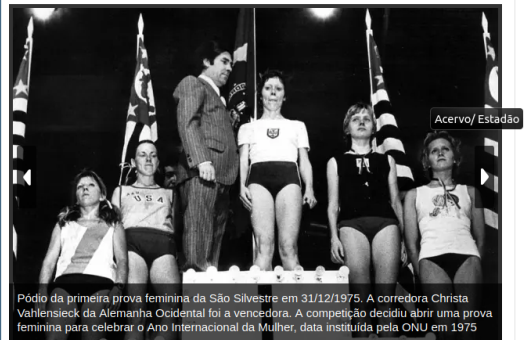 Acervo/ Estadão
USA
Pódio da primeira prova feminina da São Silvestre em 31/12/1975. A corredora Christa
Vahlensieck da Alemanha Ocidental foi a vencedora. A competição decidiu abrir uma prova
feminina para celebrar o Ano Internacional da Mulher, data instituída pela ONU em 1975